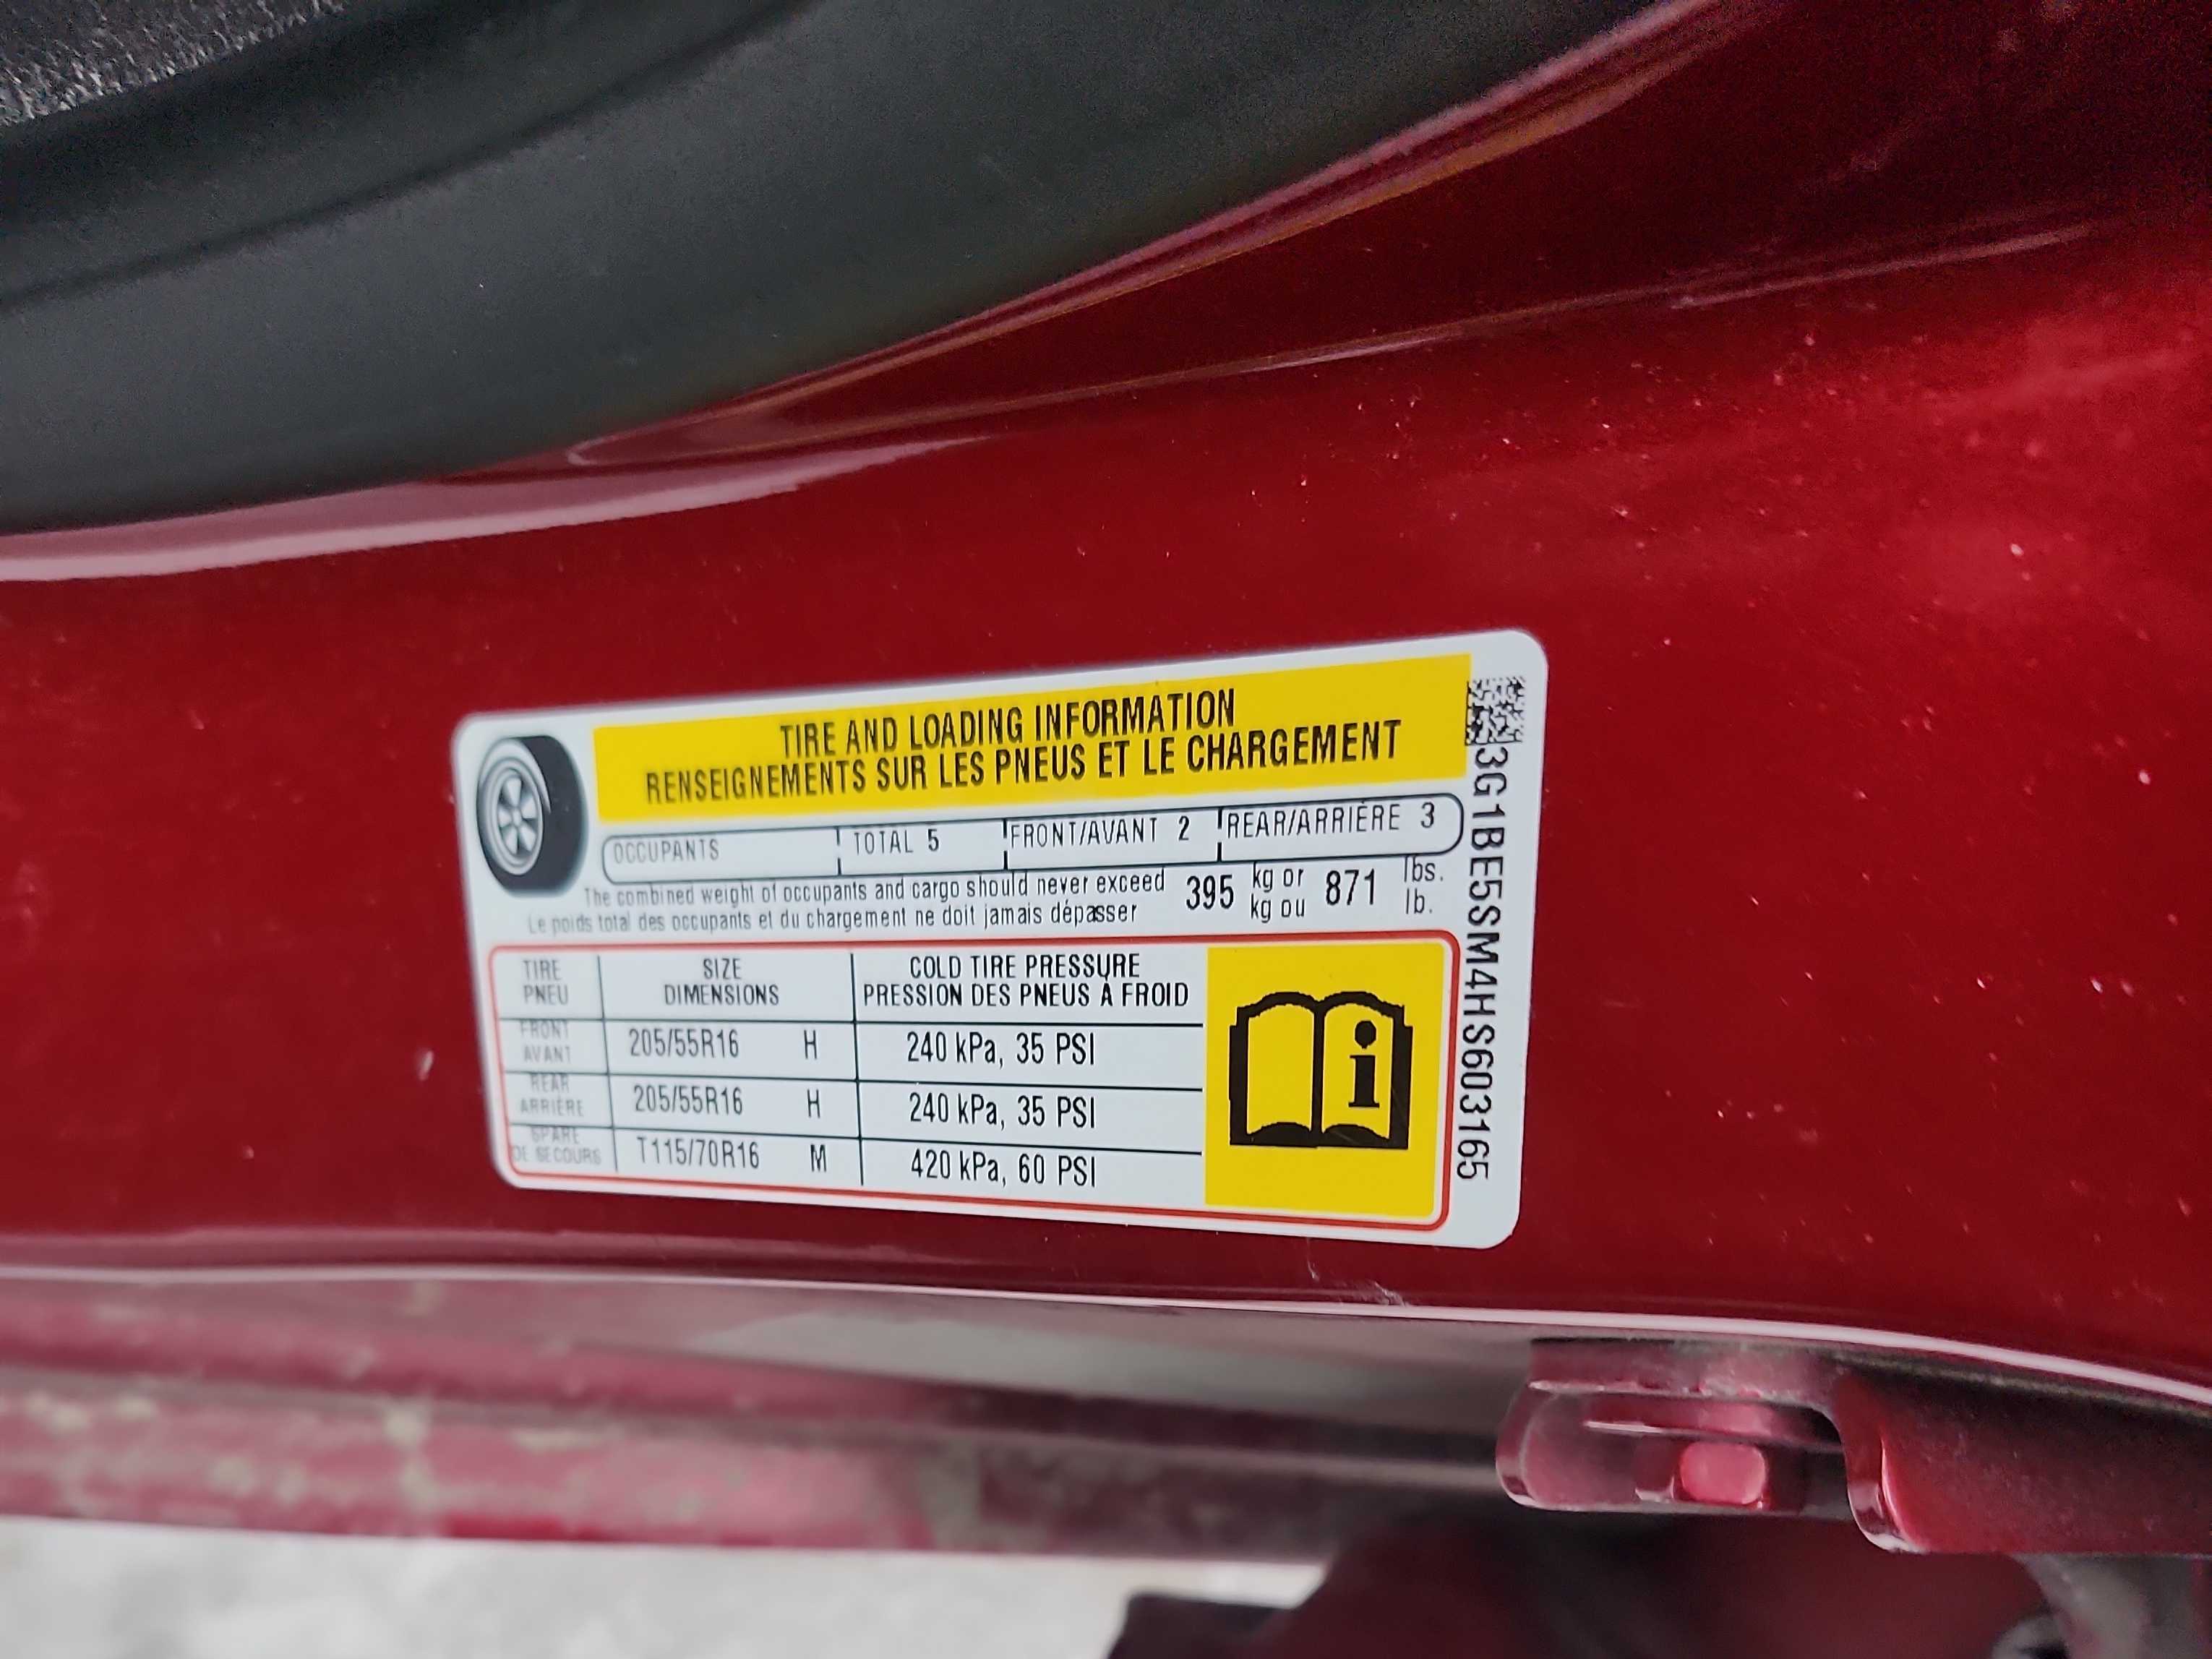 TIRE AND LOADING INFORMATION
RENSEIGNEMENTS SUR LES PNEUS ET LE CHARGEMENT
OCCUPANTS TOTAL 5 FRONT/AVANT 2 REAR/ARRIÈRE 3
The combined weight of occupants and cargo should never exceed 395 kg or 871 lbs.
Le poids total des occupants et du chargement ne doit jamais dépasser kg ou lb.
TIRE SIZE COLD TIRE PRESSURE
PNEU DIMENSIONS PRESSION DES PNEUS À FROID
FRONT
AVANT 205/55R16 H 240 kPa, 35 PSI
REAR
ARRIÈRE 205/55R16 H 240 kPa, 35 PSI
SPARE
DE SECOURS T115/70R16 M 420 kPa, 60 PSI
i
3G1BE5SM4HS603165